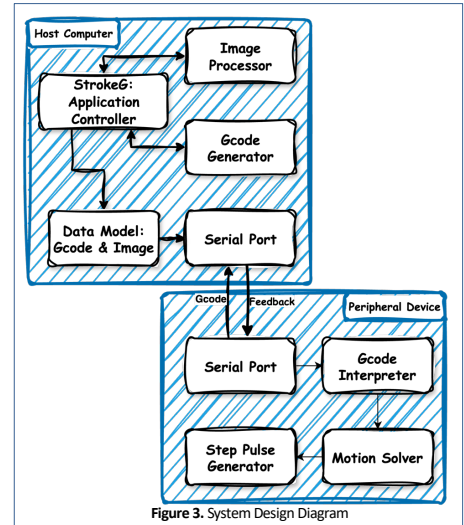 Host Computer
Image
Processor
StrokeG:
Application
Controller
Gcode
Generator
Data Model:
Gcode & Image
Serial Port
Gcode
Feedback
Peripheral Device
Serial Port
Gcode
Interpreter
Step Pulse
Generator
Motion Solver
Figure 3. System Design Diagram